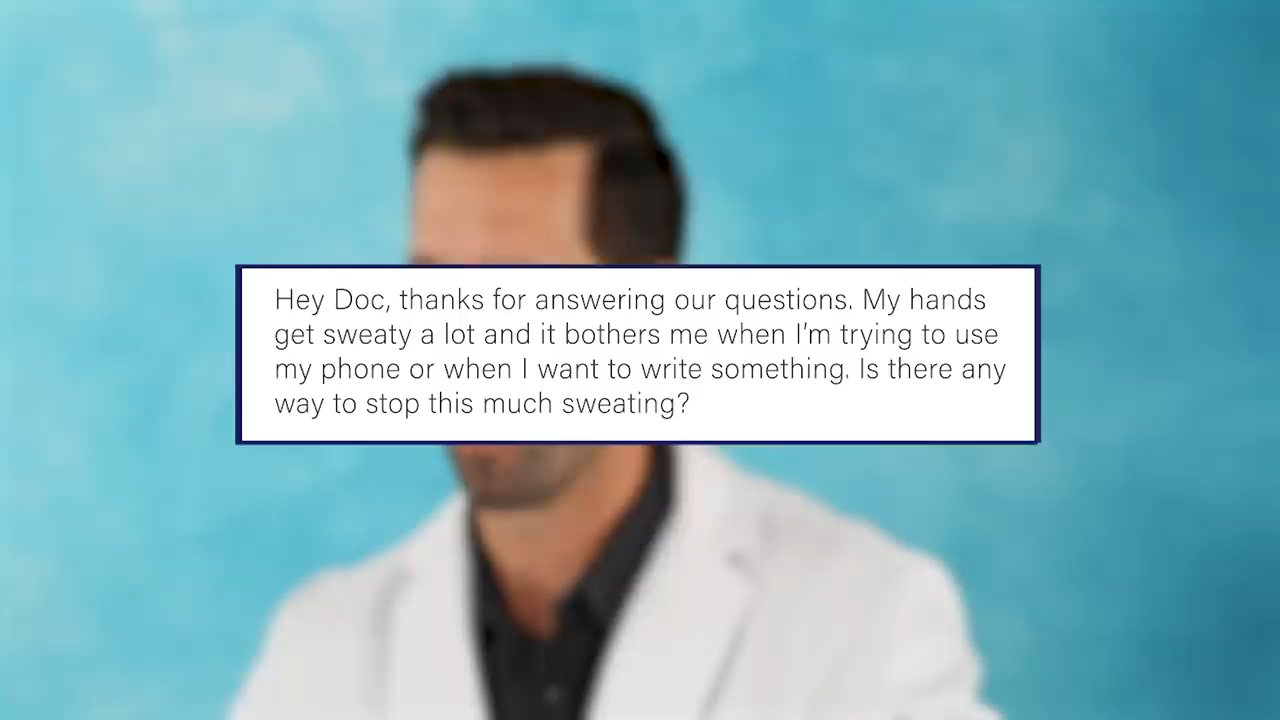 Hey Doc, thanks for answering our questions. My hands
get sweaty a lot and it bothers me when I'm trying to use
my phone or when I want to write something. Is there any
way to stop this much sweating?